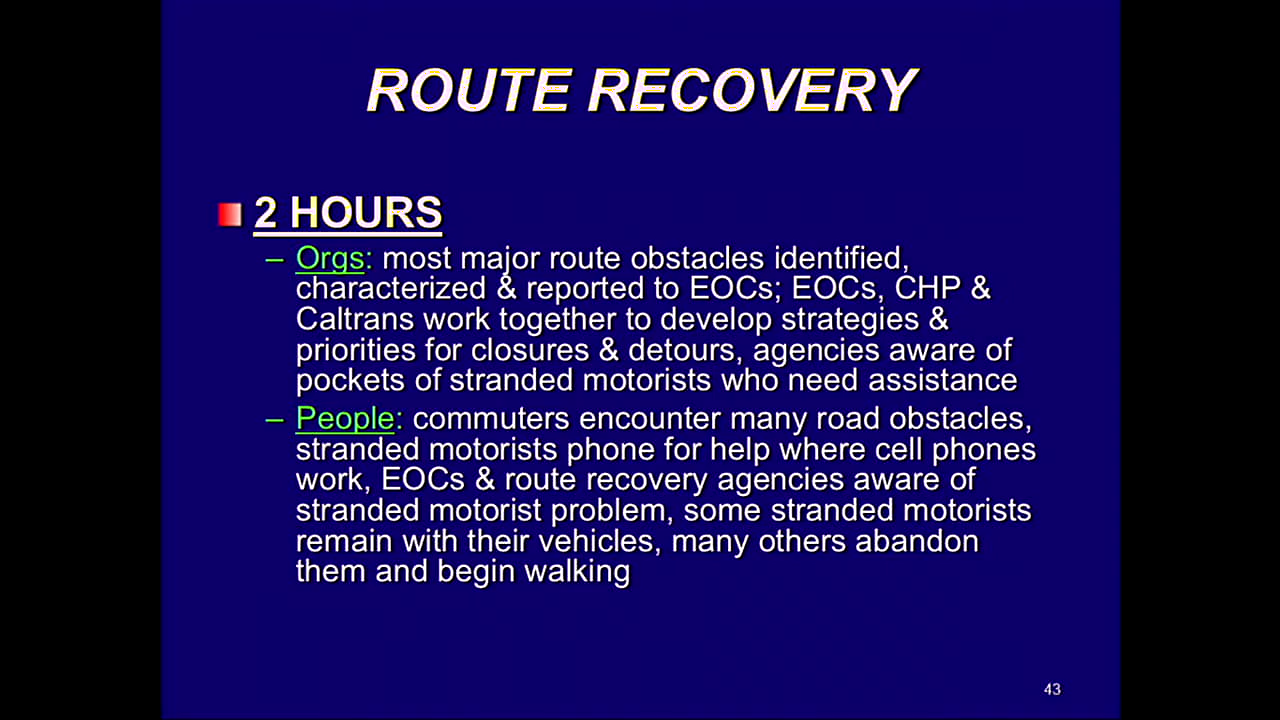 ROUTE RECOVERY
2 HOURS
– Orgs: most major route obstacles identified,
characterized & reported to EOCs; EOCs, CHP &
Caltrans work together to develop strategies &
priorities for closures & detours, agencies aware of
pockets of stranded motorists who need assistance
– People: commuters encounter many road obstacles,
stranded motorists phone for help where cell phones
work, EOCs & route recovery agencies aware of
stranded motorist problem, some stranded motorists
remain with their vehicles, many others abandon
them and begin walking
43